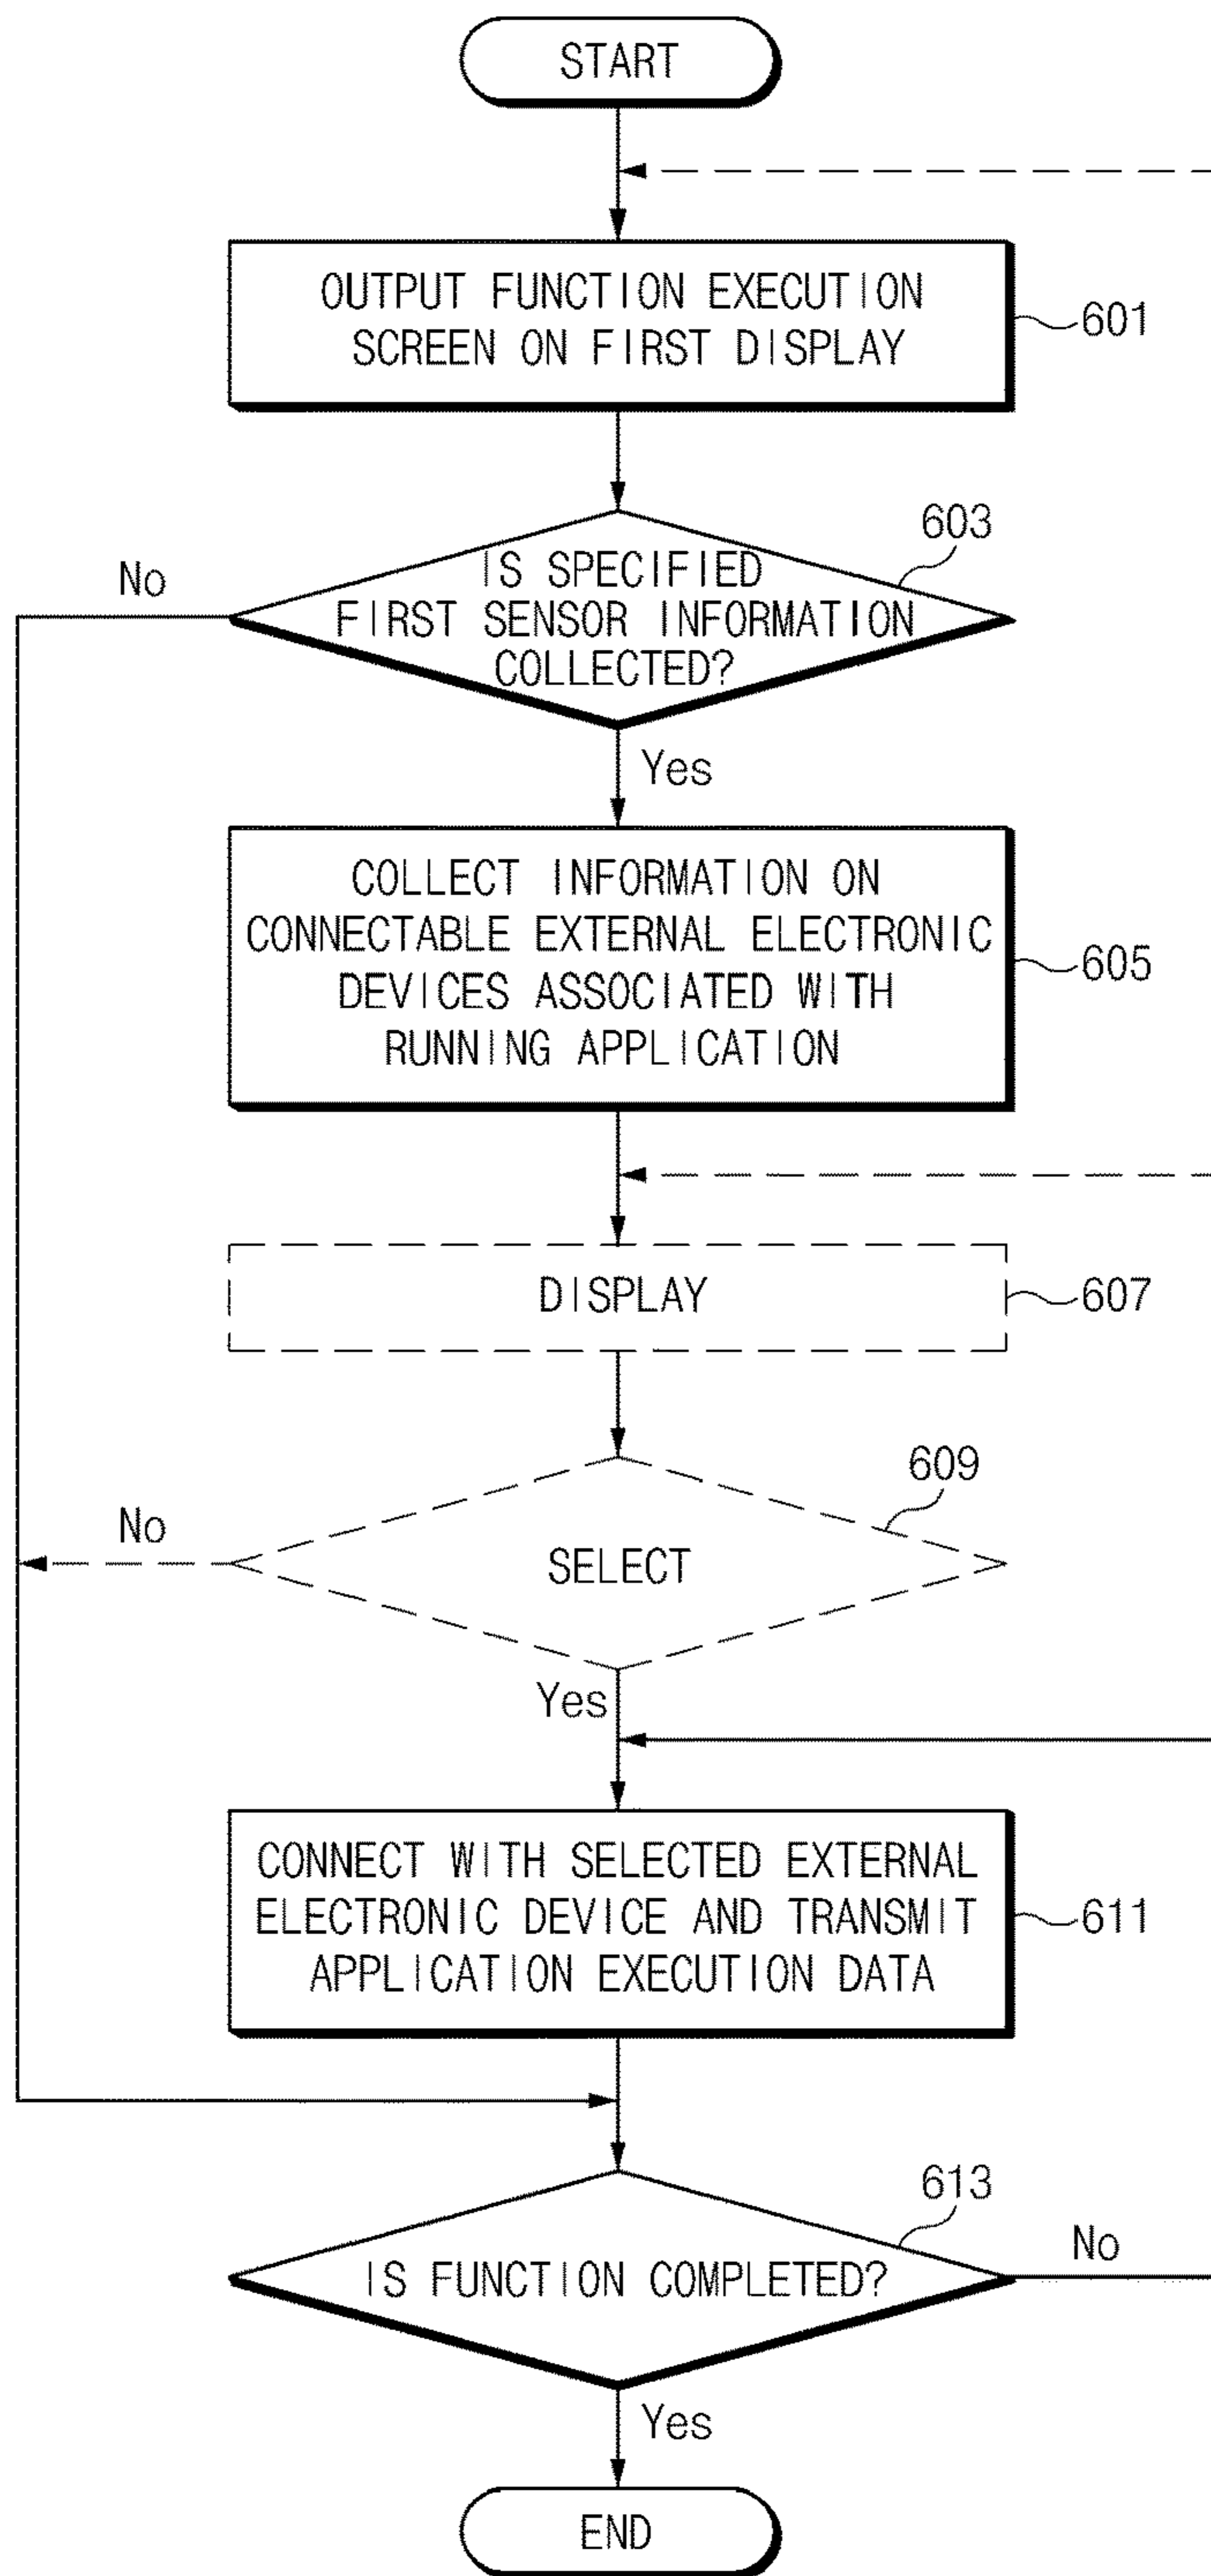 START
OUTPUT FUNCTION EXECUTION
SCREEN ON FIRST DISPLAY
601
603
No
IS SPECIFIED
FIRST SENSOR INFORMATION
COLLECTED?
Yes
COLLECT INFORMATION ON
CONNECTABLE EXTERNAL ELECTRONIC
DEVICES ASSOCIATED WITH
RUNNING APPLICATION
605
DISPLAY
607
609
No
SELECT
Yes
CONNECT WITH SELECTED EXTERNAL
ELECTRONIC DEVICE AND TRANSMIT
APPLICATION EXECUTION DATA
611
613
IS FUNCTION COMPLETED?
No
Yes
END